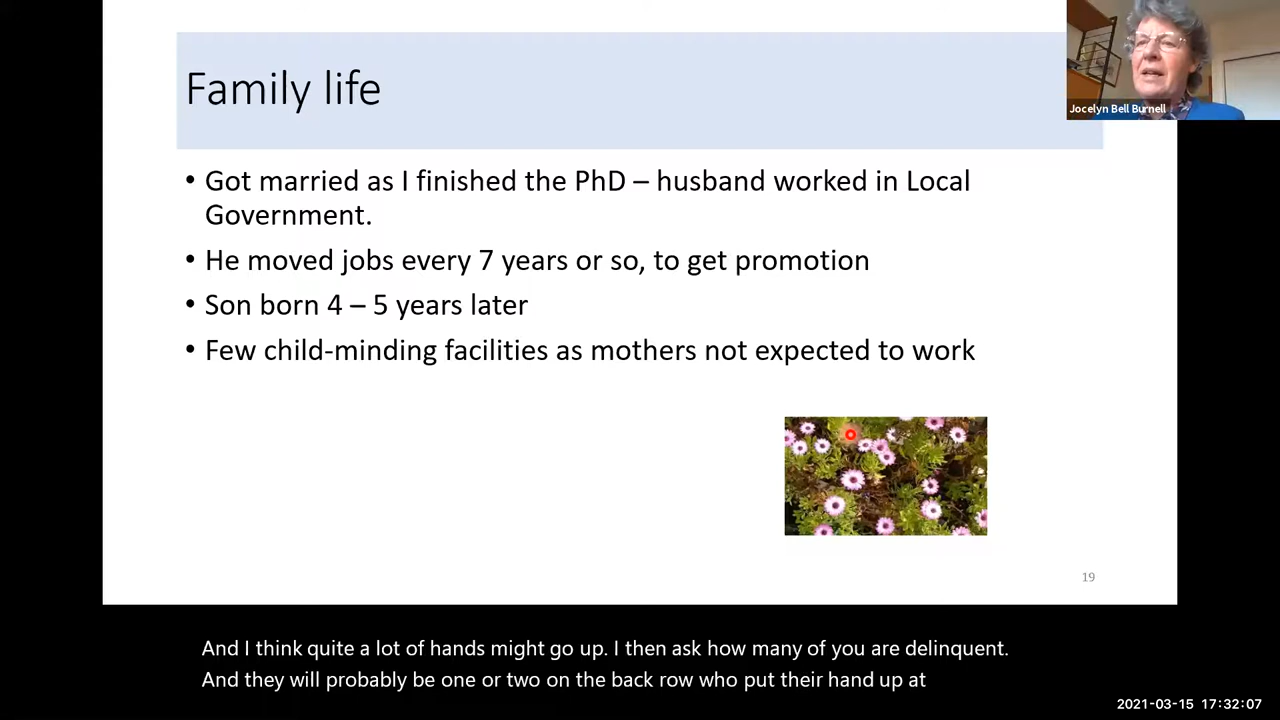 Jocelyn Bell Burnell
Family life
• Got married as I finished the PhD – husband worked in Local
Government.
• He moved jobs every 7 years or so, to get promotion
• Son born 4 – 5 years later
• Few child-minding facilities as mothers not expected to work
19
And I think quite a lot of hands might go up. I then ask how many of you are delinquent.
And they will probably be one or two on the back row who put their hand up at
2021-03-15 17:32:07